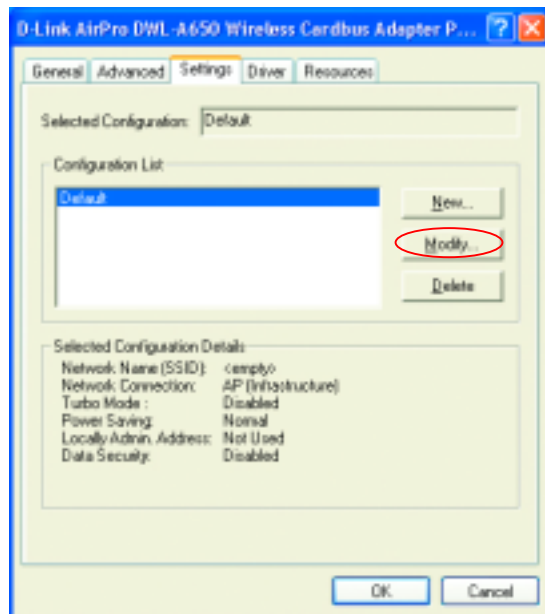 D-Link AirPro DWL-A650 Wireless Cardbus Adapter P...
General Advanced Settings Driver Resources
Selected Configuration: Default
Configuration List
Default
New...
Modify...
Delete
Selected Configuration Details
Network Name (SSID): <empty>
Network Connection: AP (Infrastructure)
Turbo Mode : Disabled
Power Saving: Normal
Locally Admin. Address: Not Used
Data Security: Disabled
OK Cancel